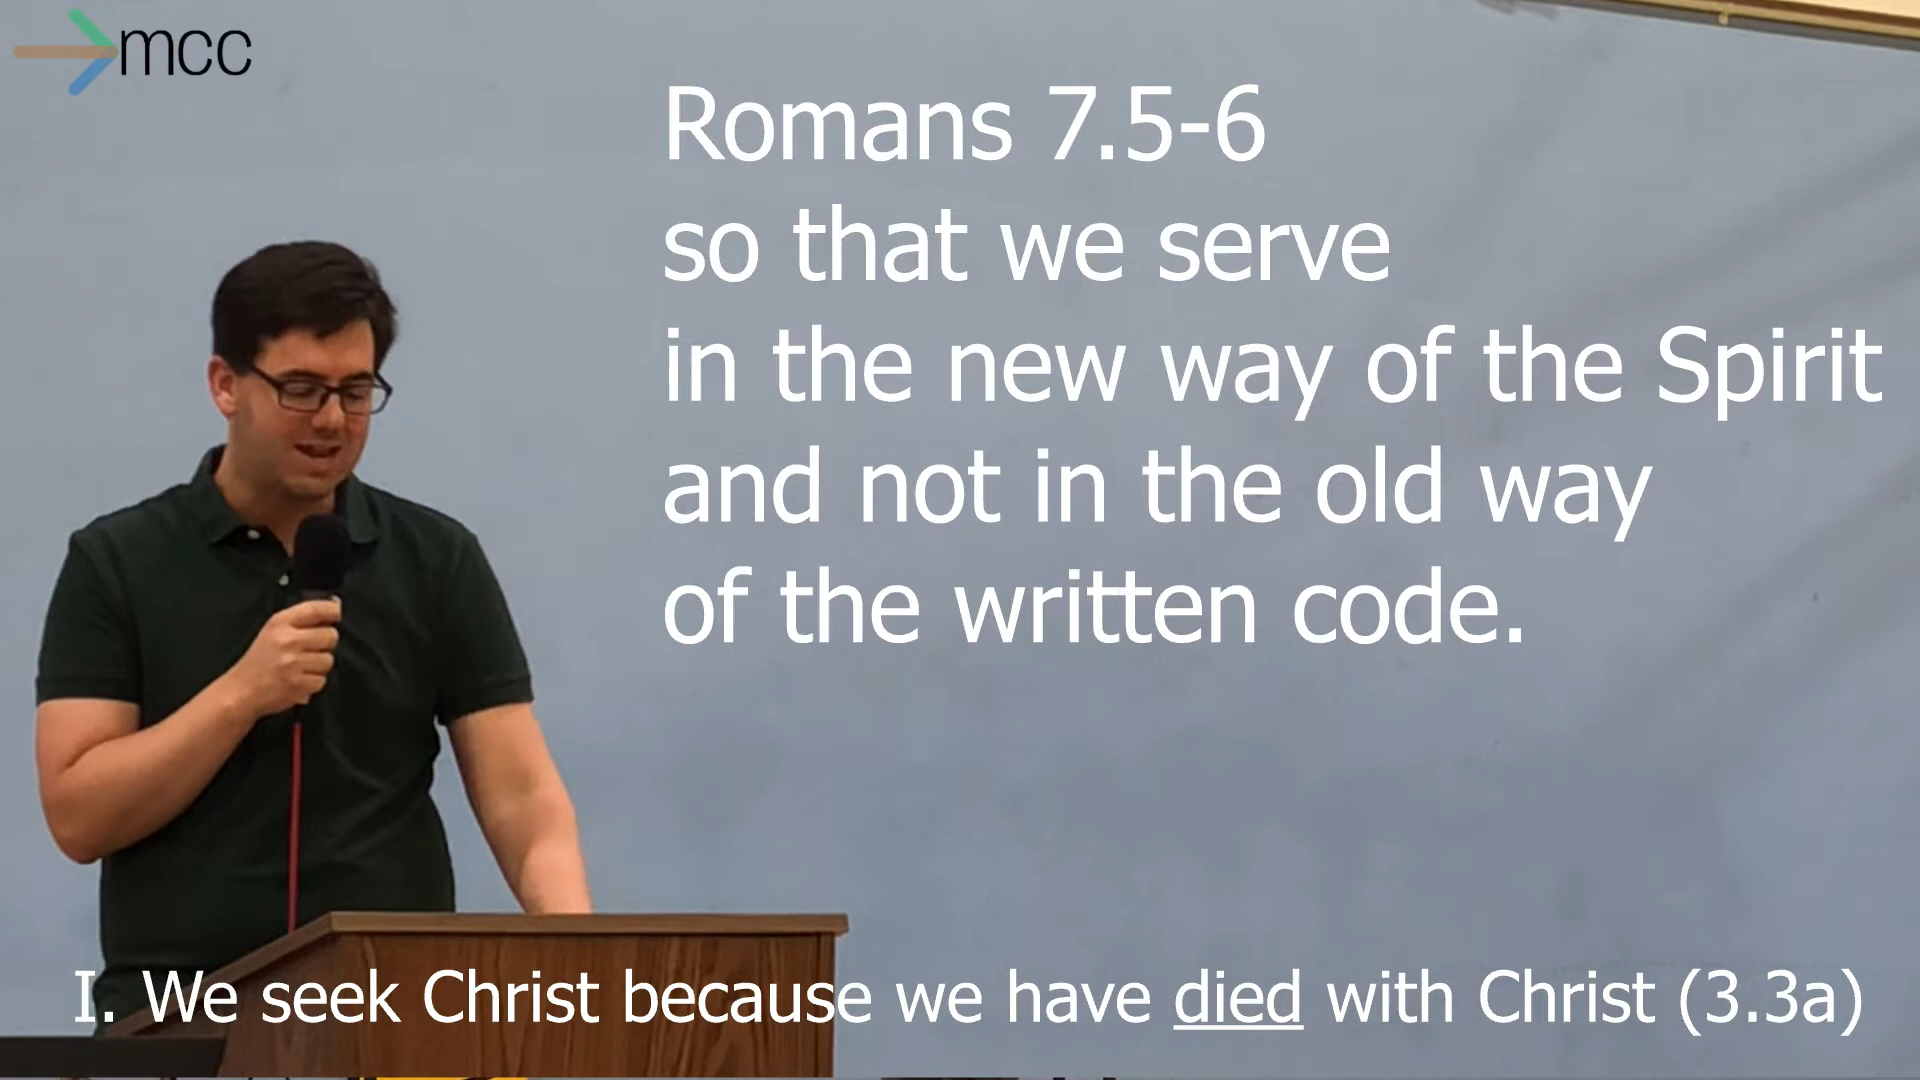 mcc
Romans 7.5-6
so that we serve
in the new way of the Spirit
and not in the old way
of the written code.
I. We seek Christ because we have died with Christ (3.3a)